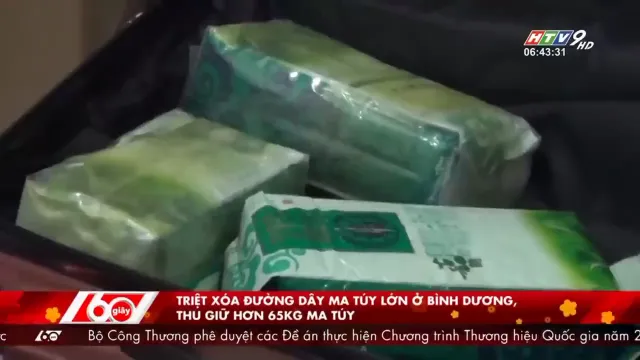 HTV9 HD
06:43:31
60 giây
TRIỆT XÓA ĐƯỜNG DÂY MA TÚY LỚN Ở BÌNH DƯƠNG,
THU GIỮ HƠN 65KG MA TÚY
60s Bộ Công Thương phê duyệt các Đề án thực hiện Chương trình Thương hiệu Quốc gia năm 2